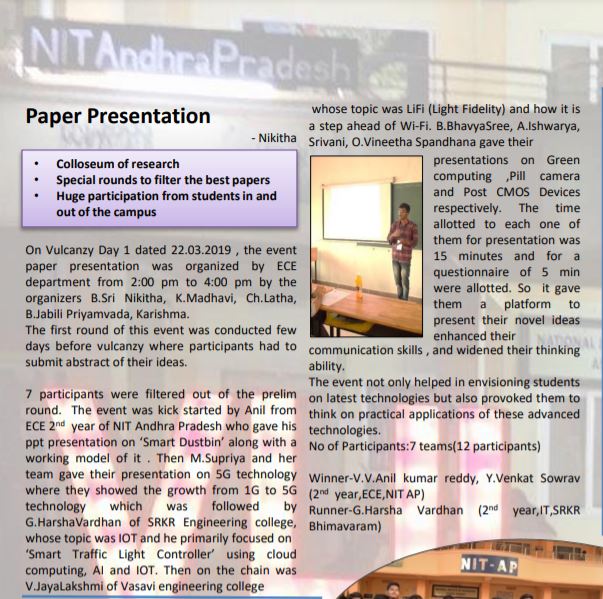 NITAndhraPradesh
Paper Presentation
- Nikitha
• Colloseum of research
• Special rounds to filter the best papers
• Huge participation from students in and
out of the campus
On Vulcanzy Day 1 dated 22.03.2019 , the event
paper presentation was organized by ECE
department from 2:00 pm to 4:00 pm by the
organizers B.Sri Nikitha, K.Madhavi, Ch.Latha,
B.Jabili Priyamvada, Karishma.
The first round of this event was conducted few
days before vulcanzy where participants had to
submit abstract of their ideas.
7 participants were filtered out of the prelim
round. The event was kick started by Anil from
ECE 2nd year of NIT Andhra Pradesh who gave his
ppt presentation on ‘Smart Dustbin’ along with a
working model of it . Then M.Supriya and her
team gave their presentation on 5G technology
where they showed the growth from 1G to 5G
technology which was followed by
G.HarshaVardhan of SRKR Engineering college,
whose topic was IOT and he primarily focused on
‘Smart Traffic Light Controller’ using cloud
computing, AI and IOT. Then on the chain was
V.JayaLakshmi of Vasavi engineering college
whose topic was LiFi (Light Fidelity) and how it is
a step ahead of Wi-Fi. B.BhavyaSree, A.Ishwarya,
Srivani, O.Vineetha Spandhana gave their
presentations on Green
computing ,Pill camera
and Post CMOS Devices
respectively. The time
allotted to each one of
them for presentation was
15 minutes and for a
questionnaire of 5 min
were allotted. So it gave
them a platform to
present their novel ideas
enhanced their
communication skills , and widened their thinking
ability.
The event not only helped in envisioning students
on latest technologies but also provoked them to
think on practical applications of these advanced
technologies.
No of Participants:7 teams(12 participants)
Winner-V.V.Anil kumar reddy, Y.Venkat Sowrav
(2nd year,ECE,NIT AP)
Runner-G.Harsha Vardhan (2nd year,IT,SRKR
Bhimavaram)
NATIONAL
NIT-AP